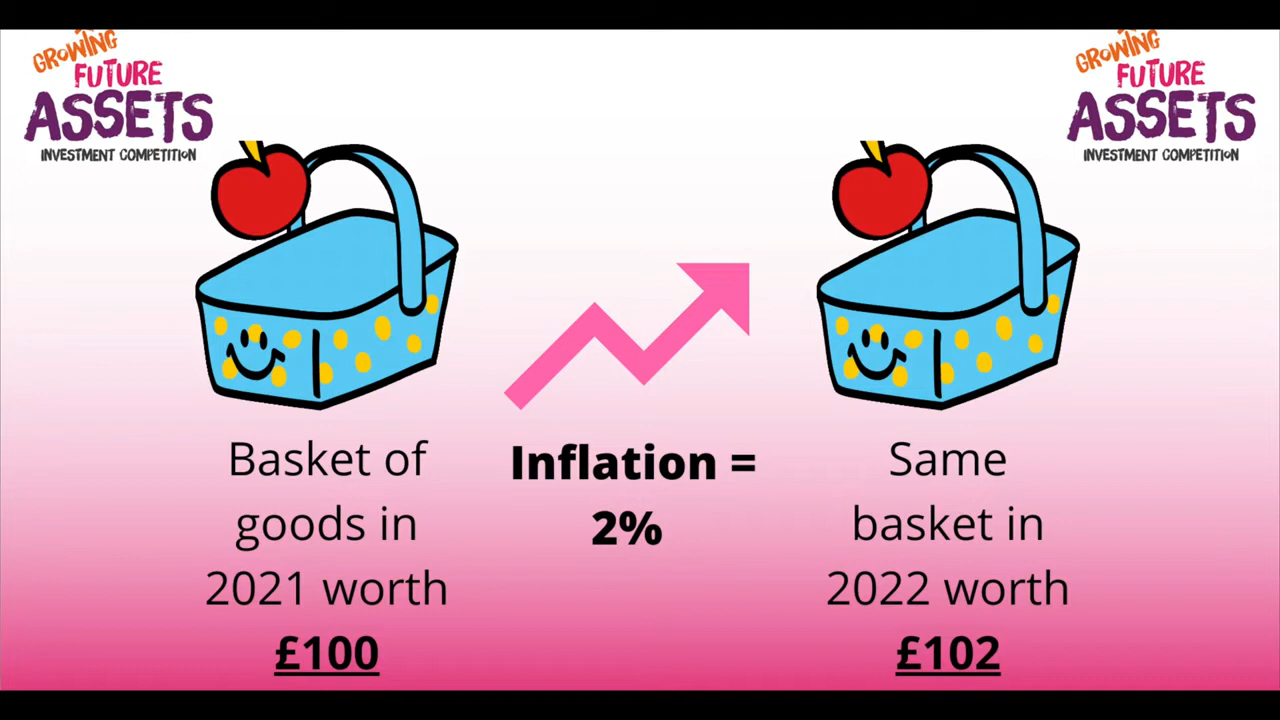 GROWING
FUTURE
ASSETS
INVESTMENT COMPETITION
GROWING
FUTURE
ASSETS
INVESTMENT COMPETITION
Basket of
goods in
2021 worth
£100
Inflation =
2%
Same
basket in
2022 worth
£102